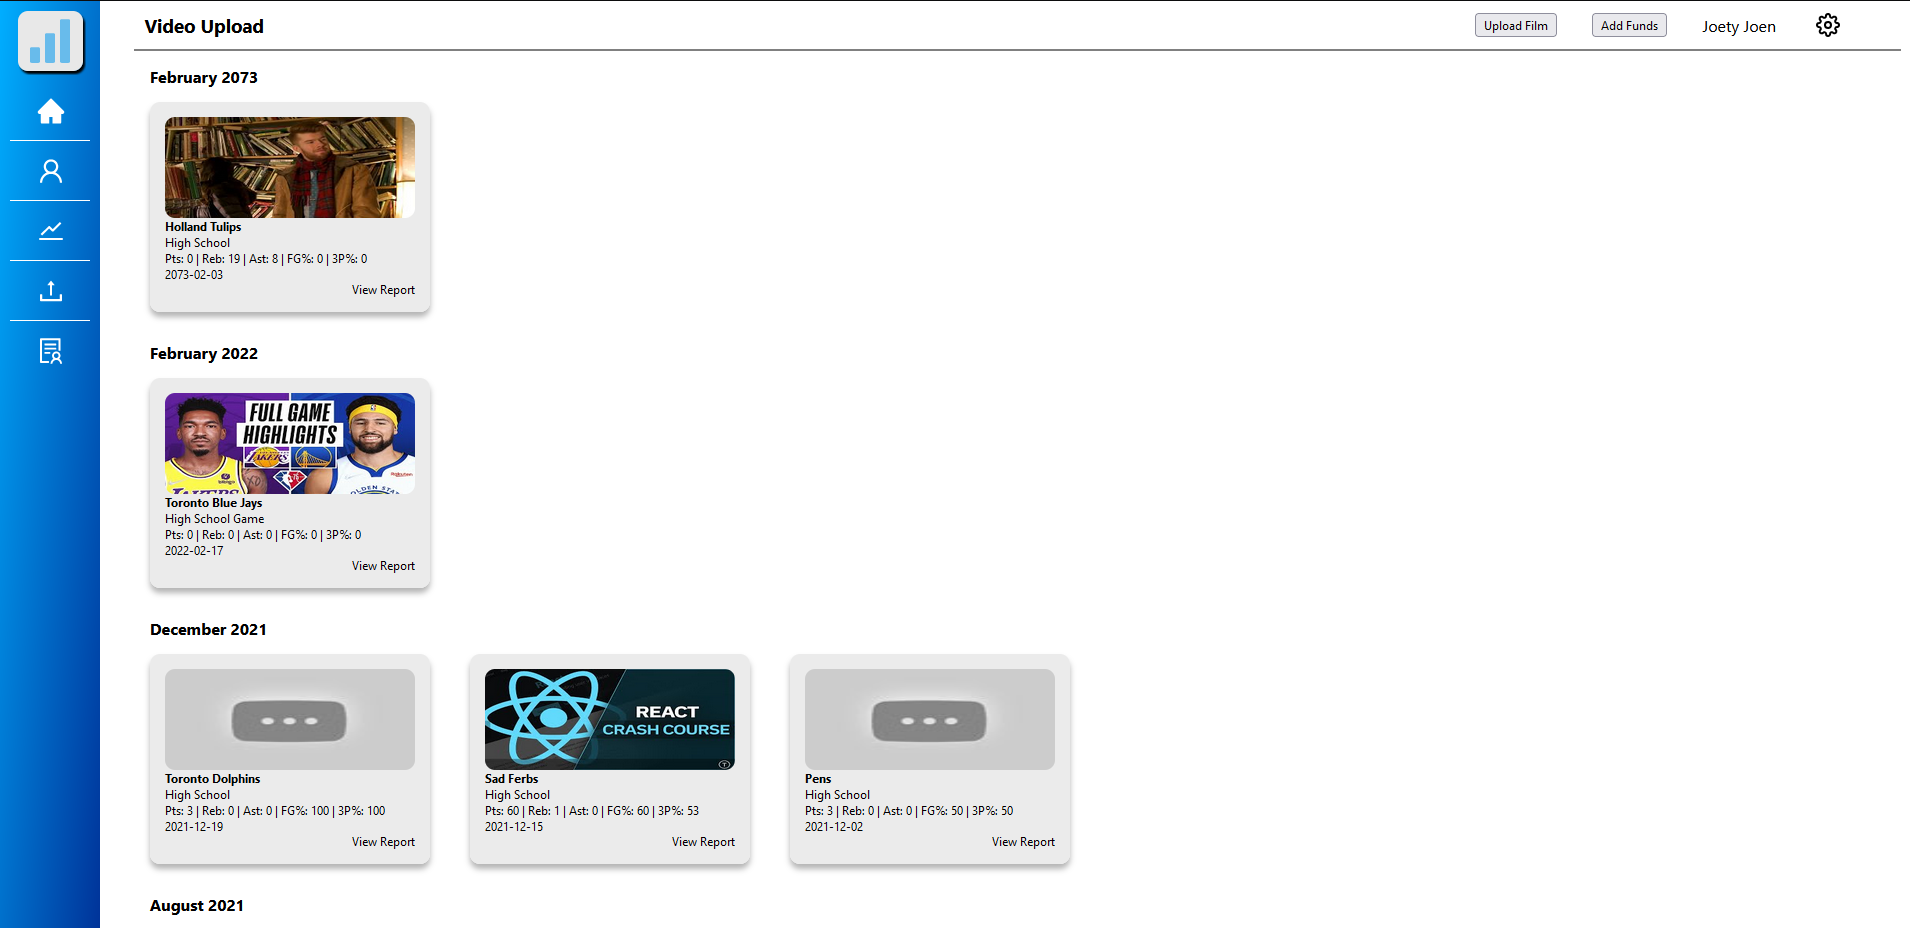 Video Upload
Upload Film
Add Funds
Joety Joen
February 2073
Holland Tulips
High School
Pts: 0 | Reb: 19 | Ast: 8 | FG%: 0 | 3P%: 0
2073-02-03
View Report
February 2022
FULL GAME
HIGHLIGHTS
LAKERS
Toronto Blue Jays
High School Game
Pts: 0 | Reb: 0 | Ast: 0 | FG%: 0 | 3P%: 0
2022-02-17
View Report
December 2021
Toronto Dolphins
High School
Pts: 3 | Reb: 0 | Ast: 0 | FG%: 100 | 3P%: 100
2021-12-19
View Report
REACT
CRASH COURSE
Sad Ferbs
High School
Pts: 60 | Reb: 1 | Ast: 0 | FG%: 60 | 3P%: 53
2021-12-15
View Report
Pens
High School
Pts: 3 | Reb: 0 | Ast: 0 | FG%: 50 | 3P%: 50
2021-12-02
View Report
August 2021